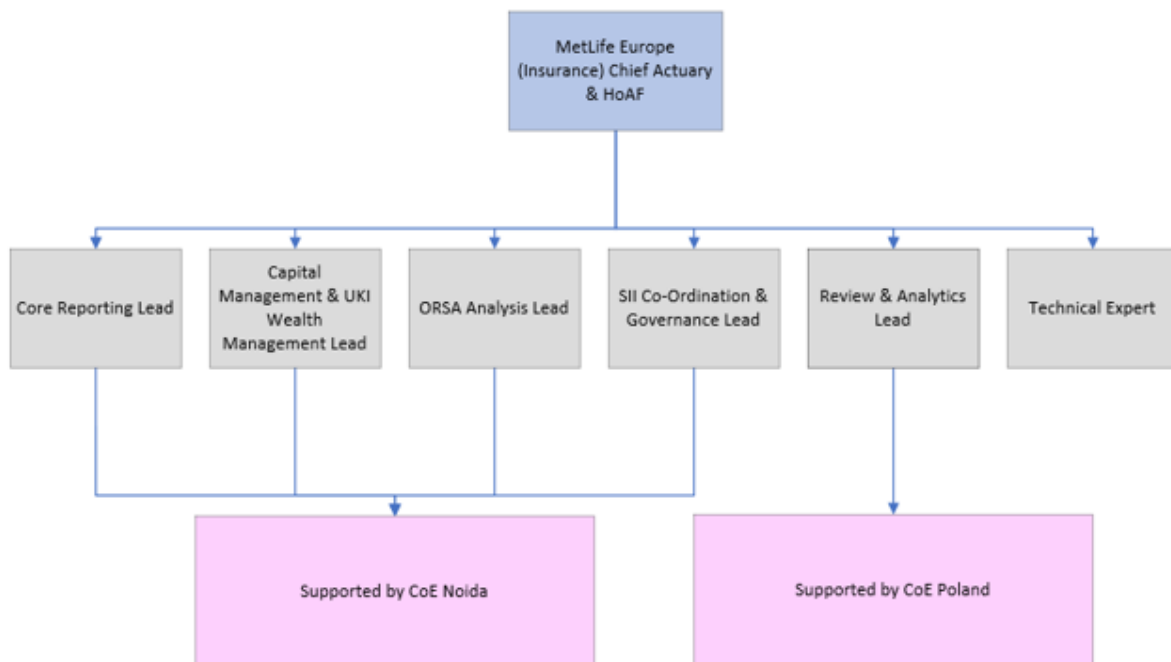 MetLife Europe
(Insurance) Chief Actuary
& HoAF
Core Reporting Lead
Capital
Management & UKI
Wealth
Management Lead
ORSA Analysis Lead
SII Co-Ordination &
Governance Lead
Review & Analytics
Lead
Technical Expert
Supported by CoE Noida
Supported by CoE Poland